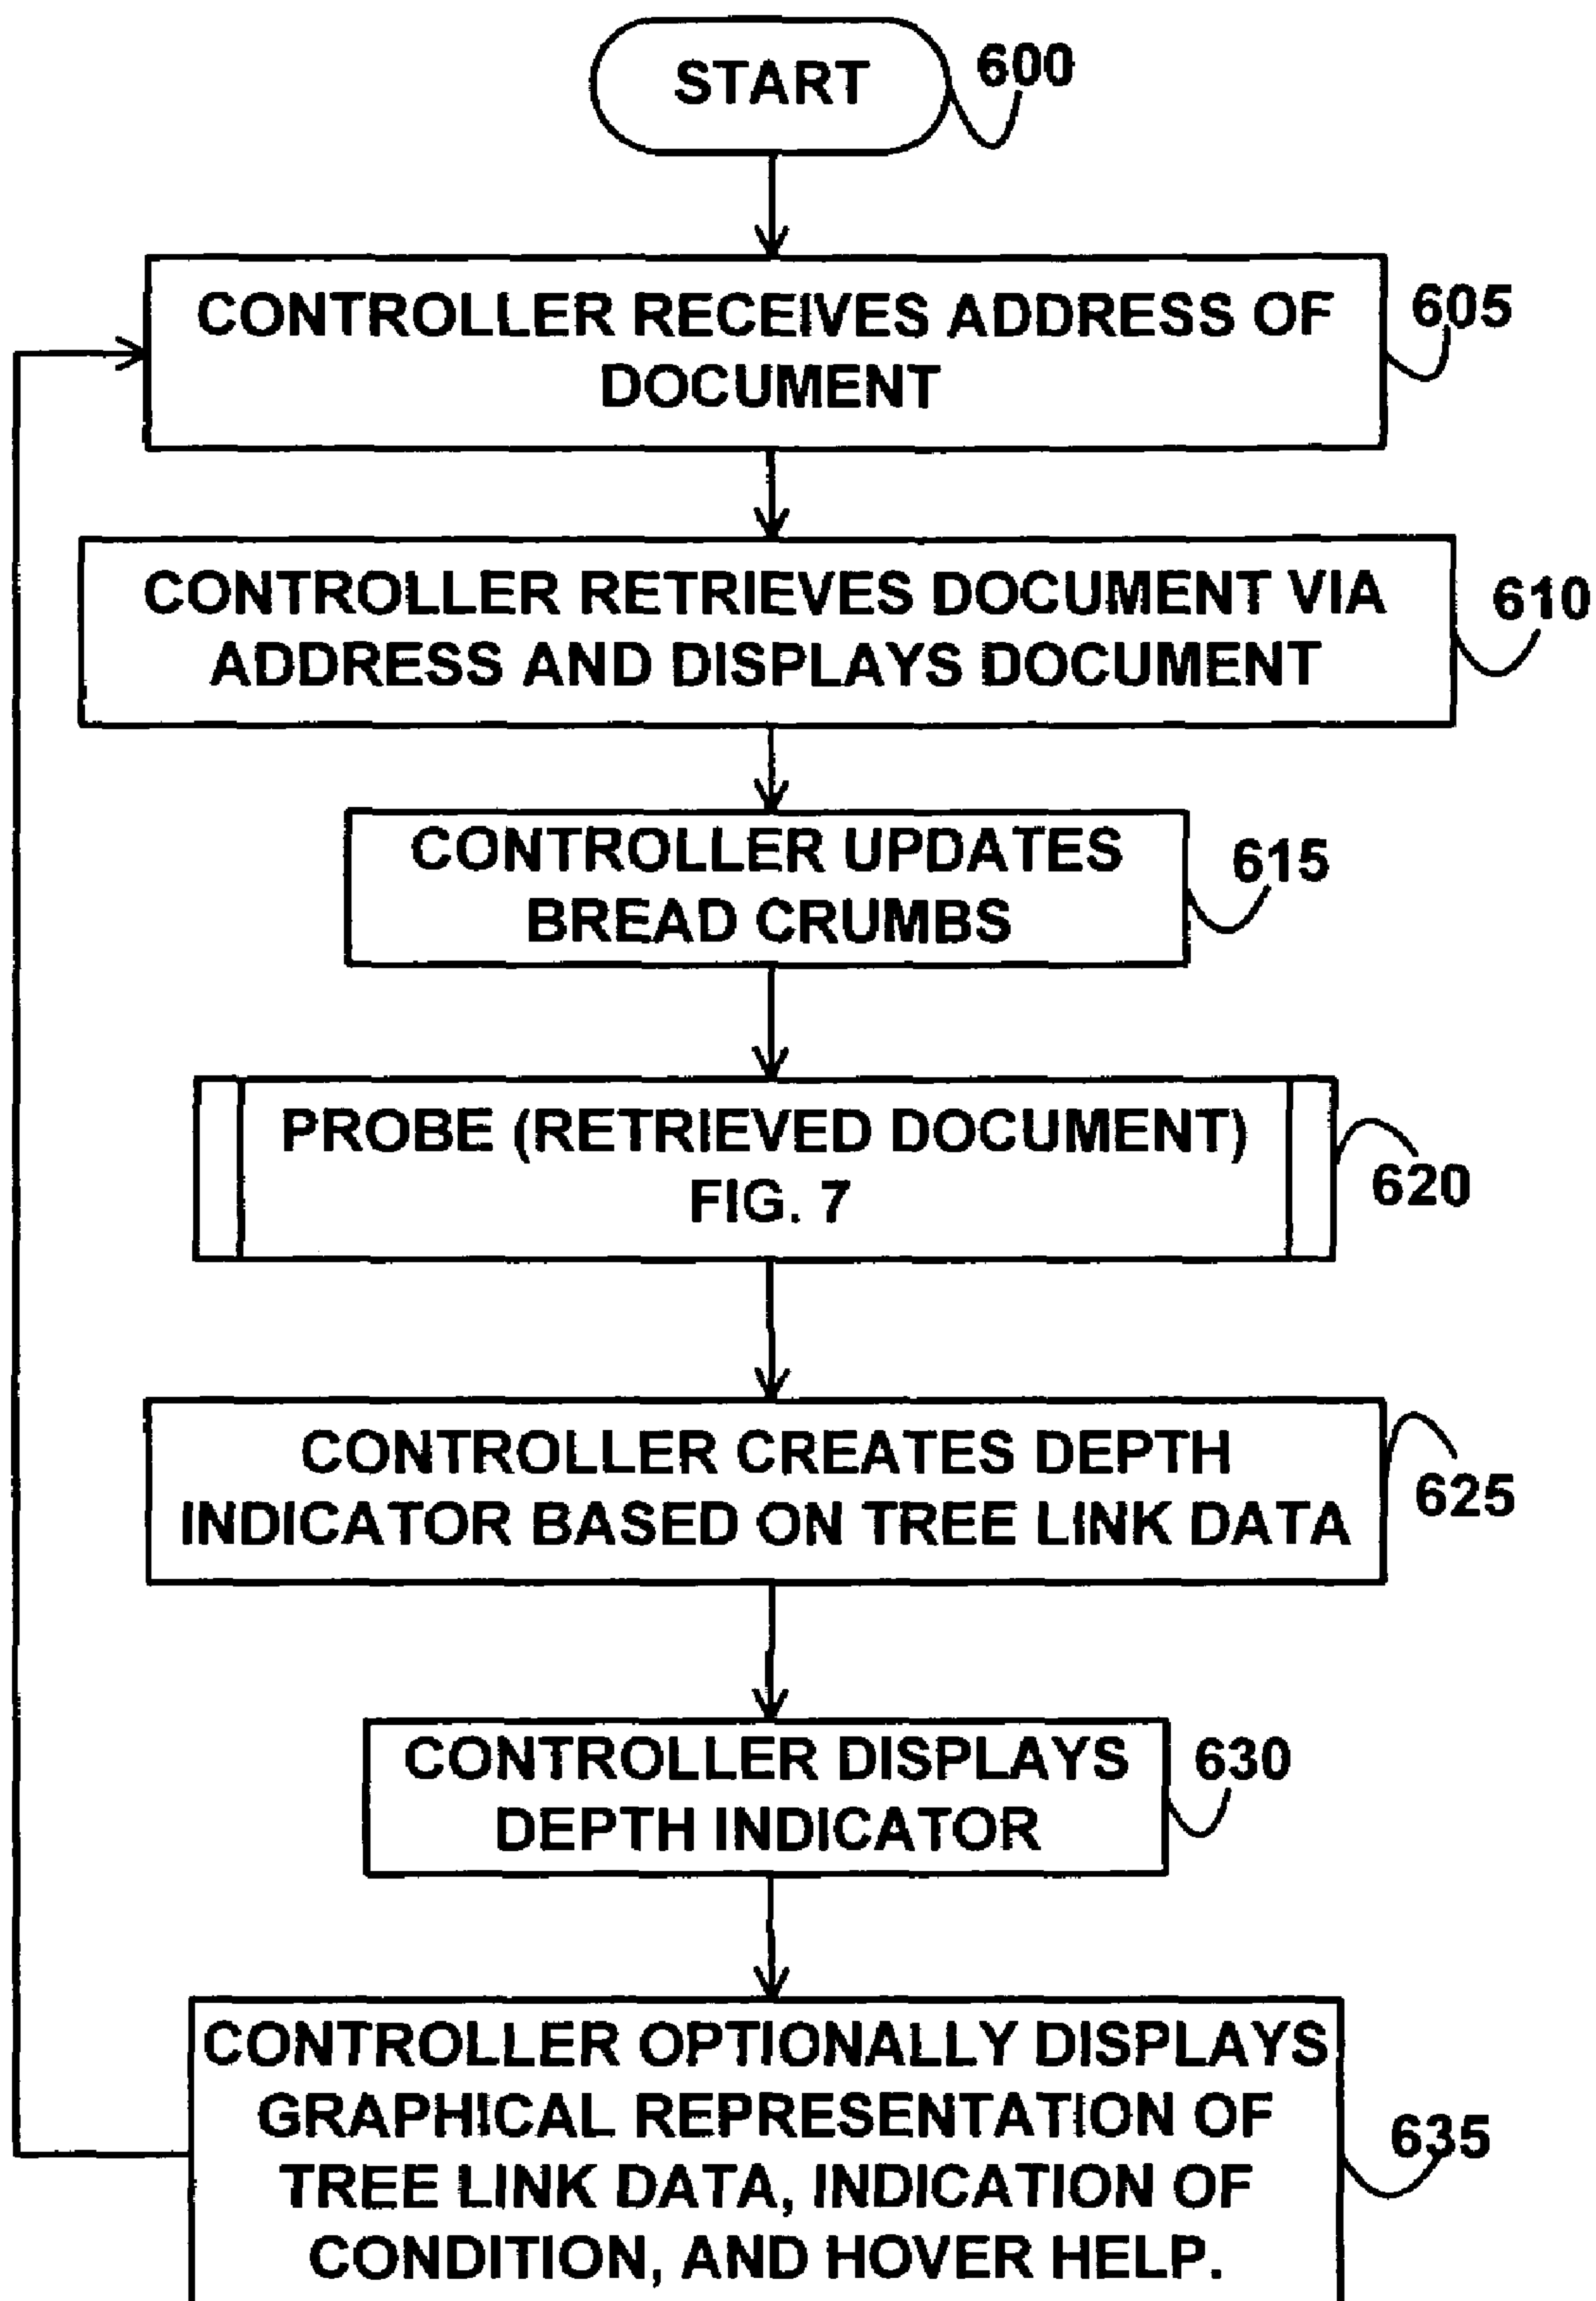 START
600
CONTROLLER RECEIVES ADDRESS OF
DOCUMENT
605
CONTROLLER RETRIEVES DOCUMENT VIA
ADDRESS AND DISPLAYS DOCUMENT
610
CONTROLLER UPDATES
BREAD CRUMBS
615
PROBE (RETRIEVED DOCUMENT)
FIG. 7
620
CONTROLLER CREATES DEPTH
INDICATOR BASED ON TREE LINK DATA
625
CONTROLLER DISPLAYS
DEPTH INDICATOR
630
CONTROLLER OPTIONALLY DISPLAYS
GRAPHICAL REPRESENTATION OF
TREE LINK DATA, INDICATION OF
CONDITION, AND HOVER HELP.
635